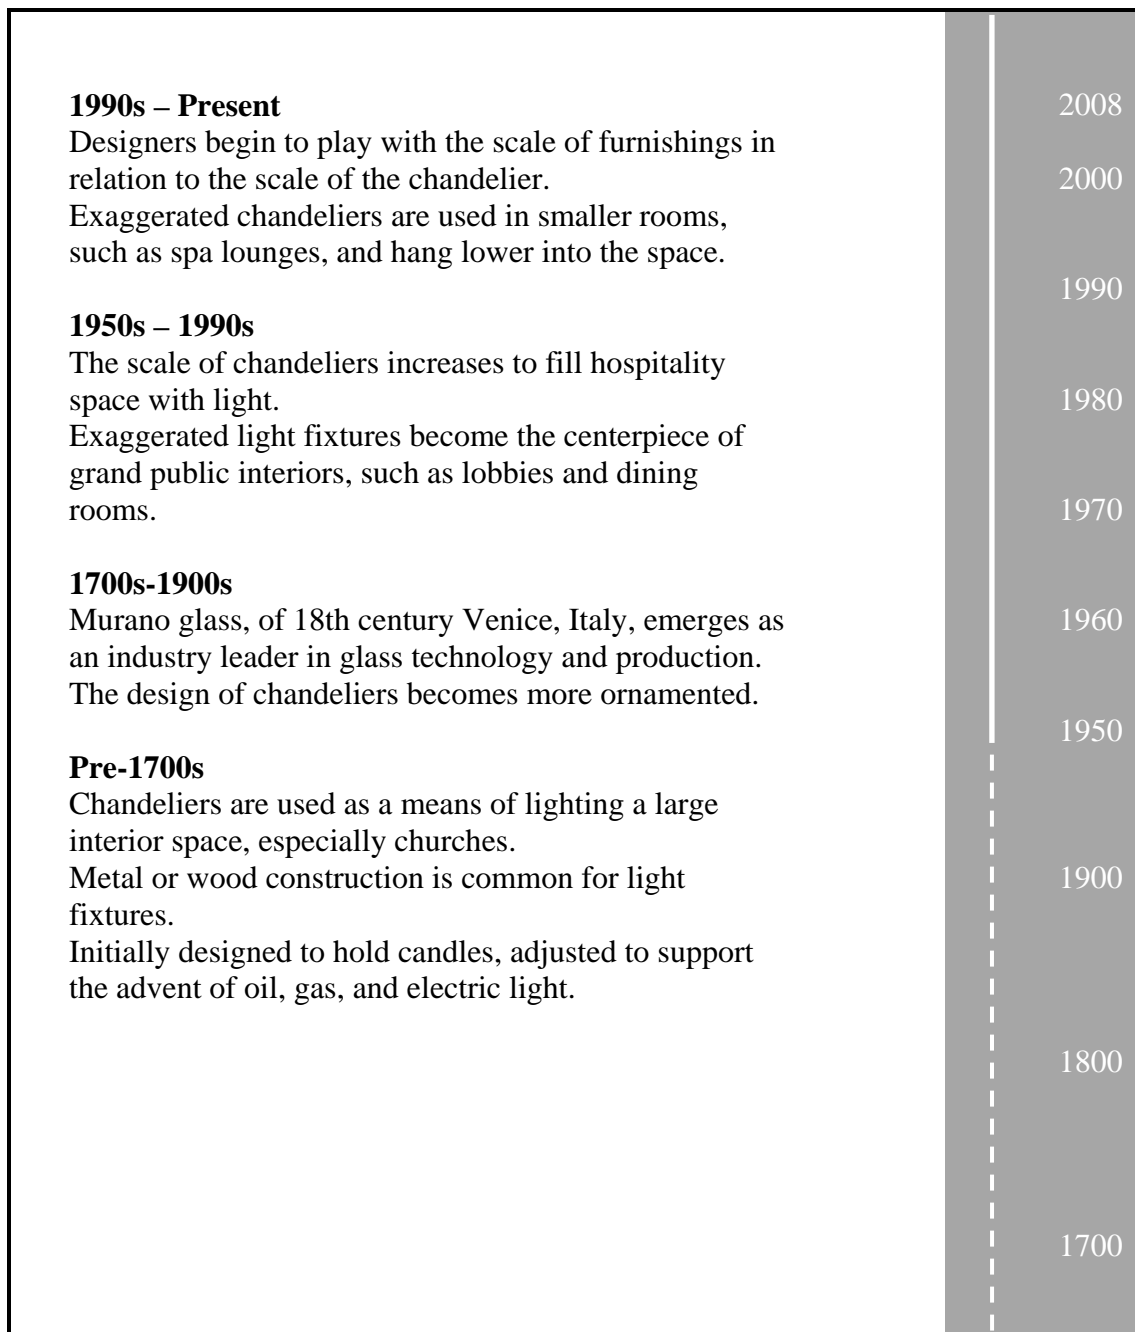 1990s – Present
Designers begin to play with the scale of furnishings in
relation to the scale of the chandelier.
Exaggerated chandeliers are used in smaller rooms,
such as spa lounges, and hang lower into the space.
1950s – 1990s
The scale of chandeliers increases to fill hospitality
space with light.
Exaggerated light fixtures become the centerpiece of
grand public interiors, such as lobbies and dining
rooms.
1700s-1900s
Murano glass, of 18th century Venice, Italy, emerges as
an industry leader in glass technology and production.
The design of chandeliers becomes more ornamented.
Pre-1700s
Chandeliers are used as a means of lighting a large
interior space, especially churches.
Metal or wood construction is common for light
fixtures.
Initially designed to hold candles, adjusted to support
the advent of oil, gas, and electric light.
2008
2000
1990
1980
1970
1960
1950
1900
1800
1700